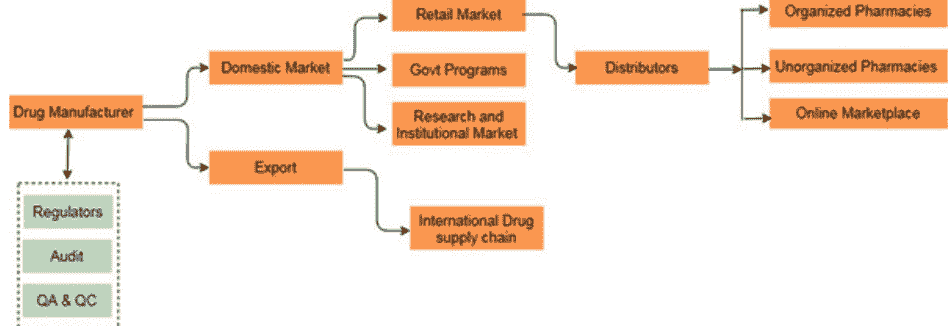 Organized Pharmacies
Retail Market
Domestic Market
Govt Programs
Distributors
Unorganized Pharmacies
Drug Manufacturer
Research and
Institutional Market
Online Marketplace
Export
Regulators
International Drug
supply chain
Audit
QA & QC